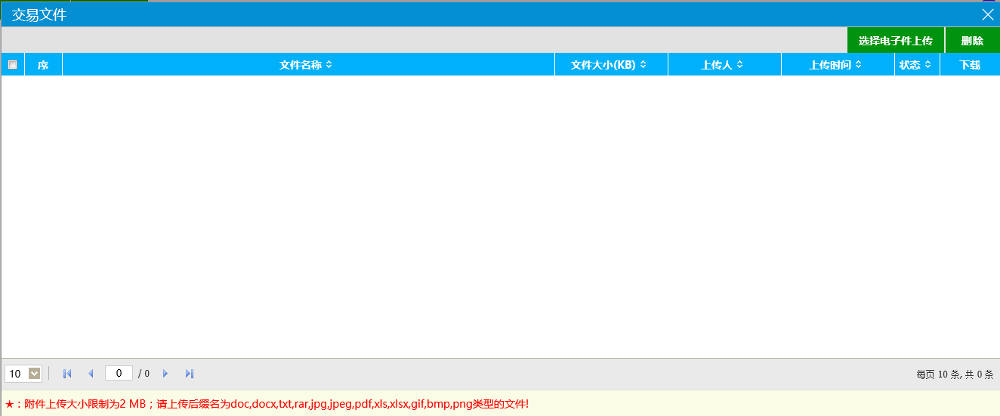 交易文件
选择电子件上传 删除
序 文件名称 文件大小(KB) 上传人 上传时间 状态 下载
10 0 / 0 每页 10 条, 共 0 条
★：附件上传大小限制为2 MB；请上传后缀名为doc,docx,txt,rar,jpg,jpeg,pdf,xls,xlsx,gif,bmp,png类型的文件!